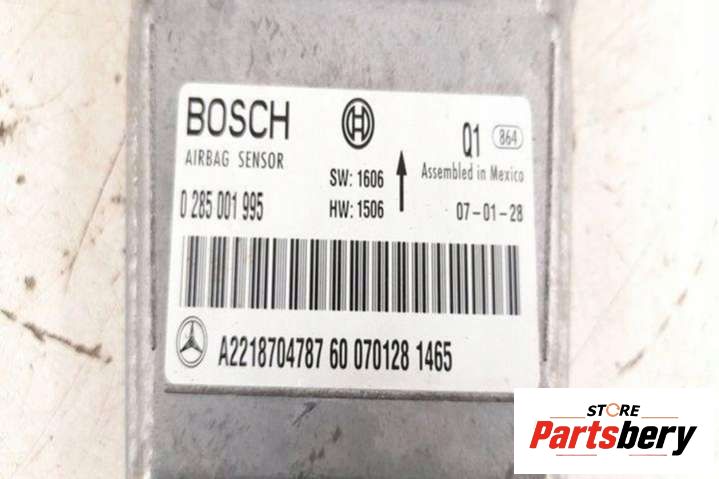 BOSCH
Q1 864
AIRBAG SENSOR
SW: 1606
Assembled in Mexico
0 285 001 995
HW: 1506
07-01-28
A2218704787 60 070128 1465
STORE
Partsbery